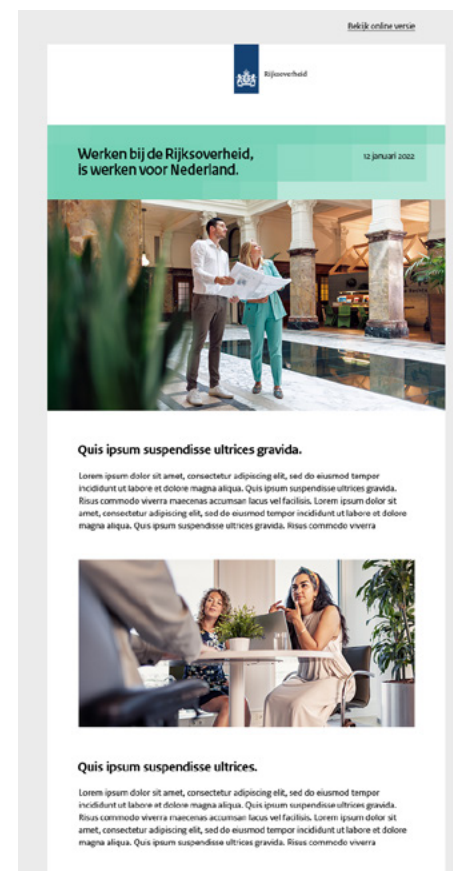 Bekijk online versie
Rijksoverheid
Werken bij de Rijksoverheid,
is werken voor Nederland.
12 januari 2022
Quis ipsum suspendisse ultrices gravida.
Lorem ipsum dolor sit amet, consectetur adipiscing elit, sed do eiusmod tempor
incididunt ut labore et dolore magna aliqua. Quis ipsum suspendisse ultrices gravida.
Risus commodo viverra maecenas accumsan lacus vel facilisis. Lorem ipsum dolor sit
amet, consectetur adipiscing elit, sed do eiusmod tempor incididunt ut labore et dolore
magna aliqua. Quis ipsum suspendisse ultrices gravida. Risus commodo viverra
Quis ipsum suspendisse ultrices.
Lorem ipsum dolor sit amet, consectetur adipiscing elit, sed do eiusmod tempor
incididunt ut labore et dolore magna aliqua. Quis ipsum suspendisse ultrices gravida.
Risus commodo viverra maecenas accumsan lacus vel facilisis. Lorem ipsum dolor sit
amet, consectetur adipiscing elit, sed do eiusmod tempor incididunt ut labore et dolore
magna aliqua. Quis ipsum suspendisse ultrices gravida. Risus commodo viverra